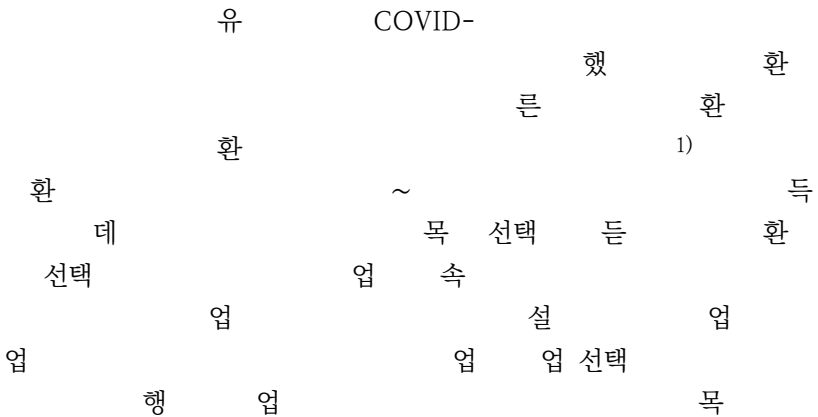 유 COVID-
했 환
른 환
환 1)
환 ~ 득
데 목 선택 든 환
선택 업 속
업 설 업
업 업 업 선택
행 업 목